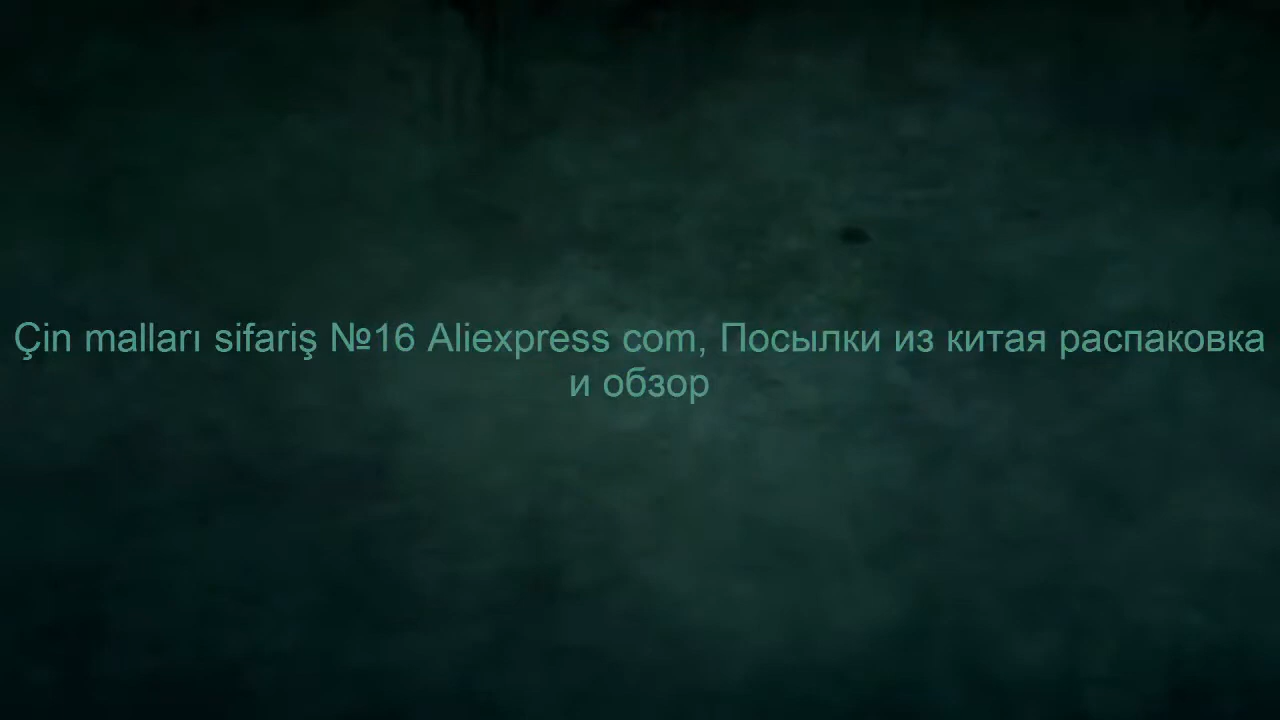 Çin malları sifariş №16 Aliexpress com, Посылки из китая распаковка
и обзор